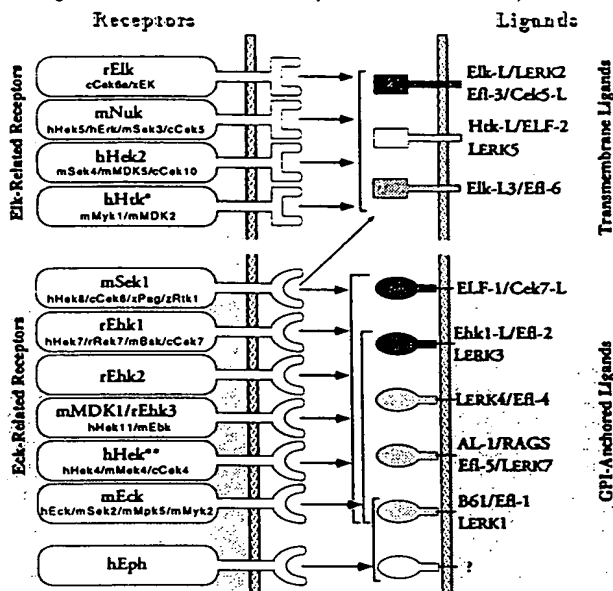 Receptors
Ligands
Elk-Related Receptors
rElk
cCek6a/xEK
mNuk
hHek5/hErk/mSek3/cCek5
hHek2
mSek4/mMDK5/cCek10
hHtk*
mMyk1/mMDK2
Elk-L/LERK2
Efl-3/Cek5-L
Htk-L/ELF-2
LERK5
Elk-L3/Efl-6
Transmembrane Ligands
Eck-Related Receptors
mSek1
hHek8/cCek6/xPag/zRtk1
rEhk1
hHek7/rRek7/mBsk/cCek7
rEhk2
mMDK1/rEhk3
hHek11/mEbk
hHek**
hHek4/mMek4/cCek4
mEck
hEck/mSek2/mMpk5/mMyk2
hEph
ELF-1/Cek7-L
Ehk1-L/Efl-2
LERK3
LERK4/Efl-4
AL-1/RAGS
Efl-5/LERK7
B61/Efl-1
LERK1
?
GPI-Anchored Ligands